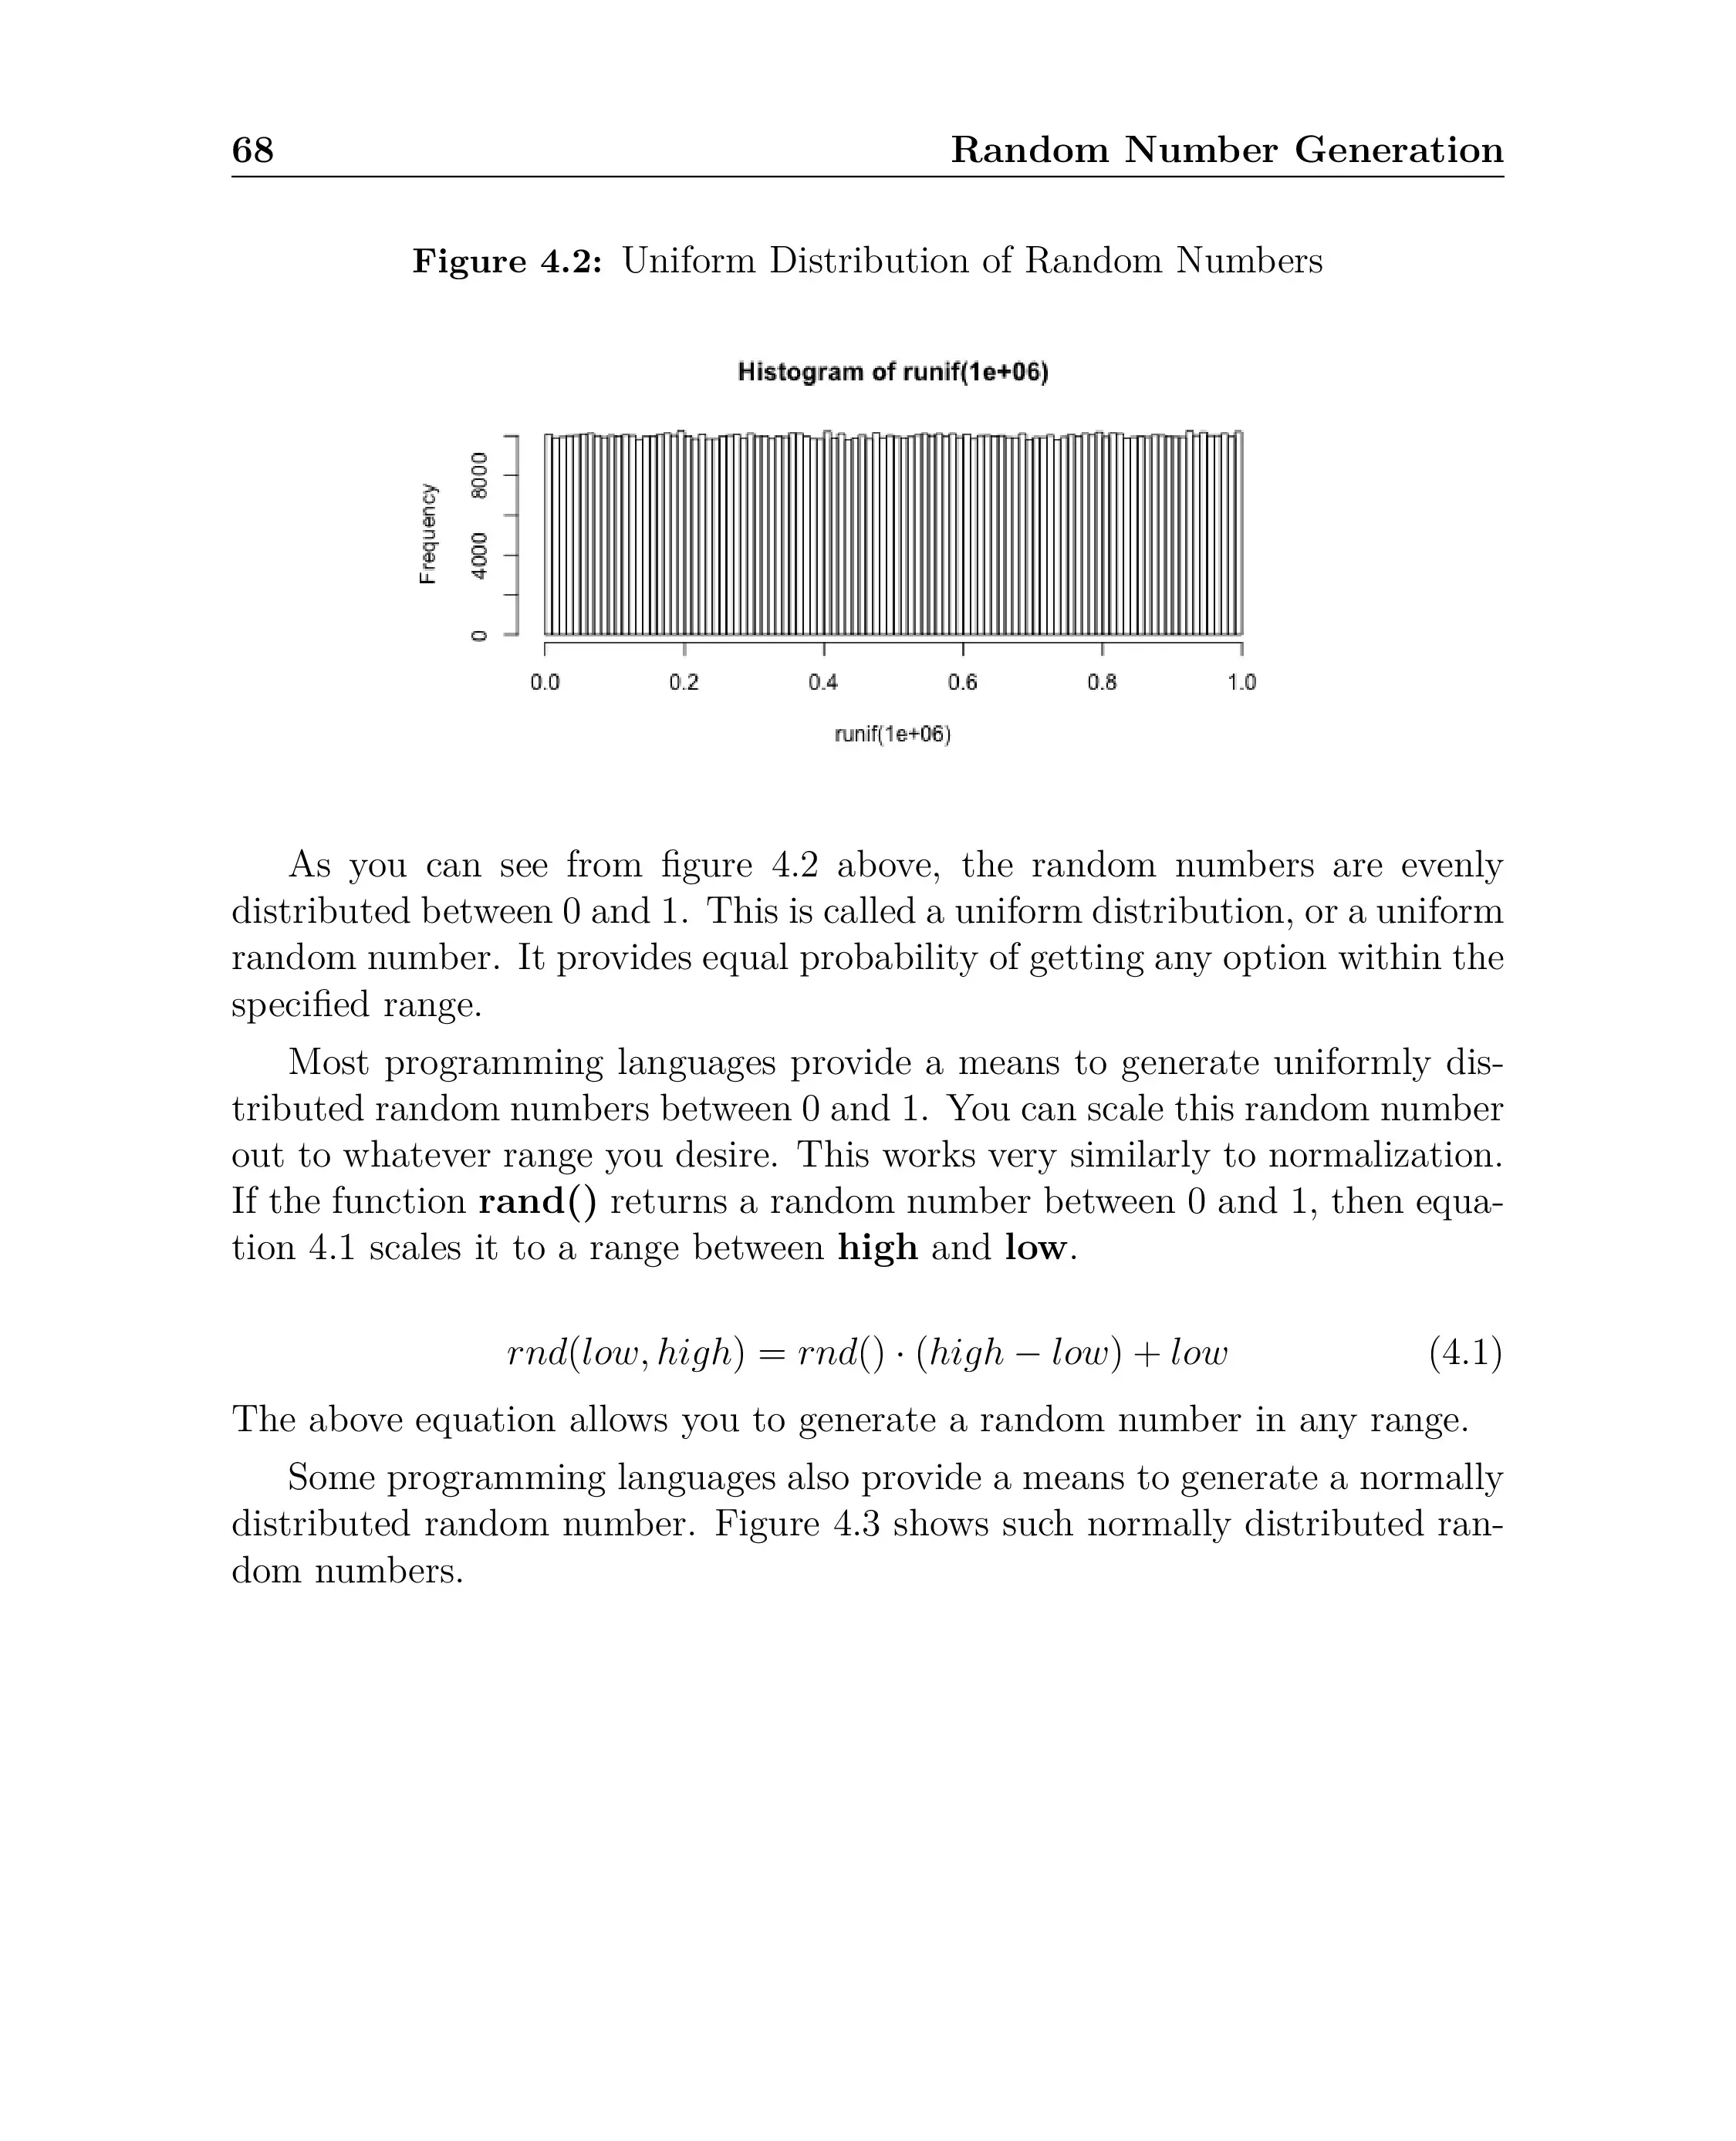 68 Random Number Generation
Figure 4.2: Uniform Distribution of Random Numbers
Histogram of runif(1e+06)
Frequency
0 4000 8000
0.0 0.2 0.4 0.6 0.8 1.0
runif(1e+06)
As you can see from figure 4.2 above, the random numbers are evenly
distributed between 0 and 1. This is called a uniform distribution, or a uniform
random number. It provides equal probability of getting any option within the
specified range.
Most programming languages provide a means to generate uniformly dis-
tributed random numbers between 0 and 1. You can scale this random number
out to whatever range you desire. This works very similarly to normalization.
If the function rand() returns a random number between 0 and 1, then equa-
tion 4.1 scales it to a range between high and low.
rnd(low, high) = rnd() · (high − low) + low (4.1)
The above equation allows you to generate a random number in any range.
Some programming languages also provide a means to generate a normally
distributed random number. Figure 4.3 shows such normally distributed ran-
dom numbers.